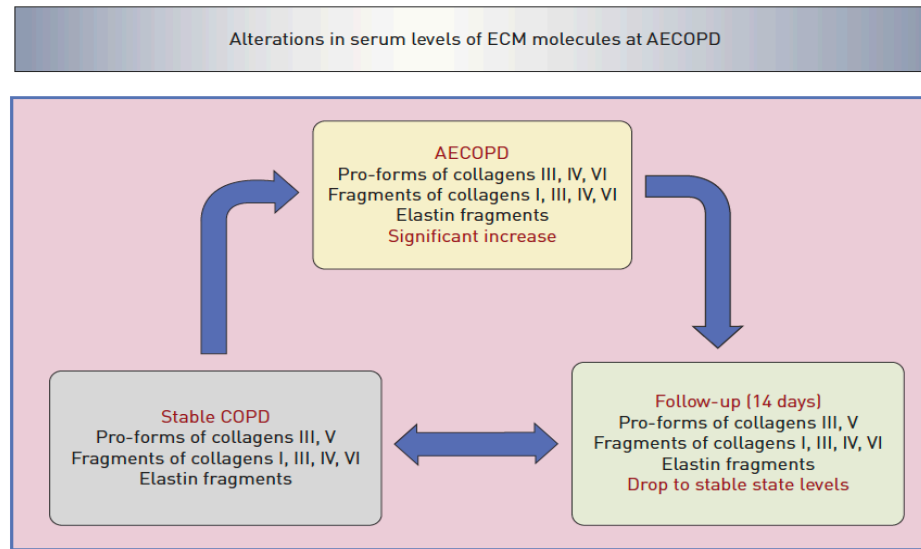 Alterations in serum levels of ECM molecules at AECOPD
AECOPD
Pro-forms of collagens III, IV, VI
Fragments of collagens I, III, IV, VI
Elastin fragments
Significant increase
Stable COPD
Pro-forms of collagens III, V
Fragments of collagens I, III, IV, VI
Elastin fragments
Follow-up (14 days)
Pro-forms of collagens III, V
Fragments of collagens I, III, IV, VI
Elastin fragments
Drop to stable state levels